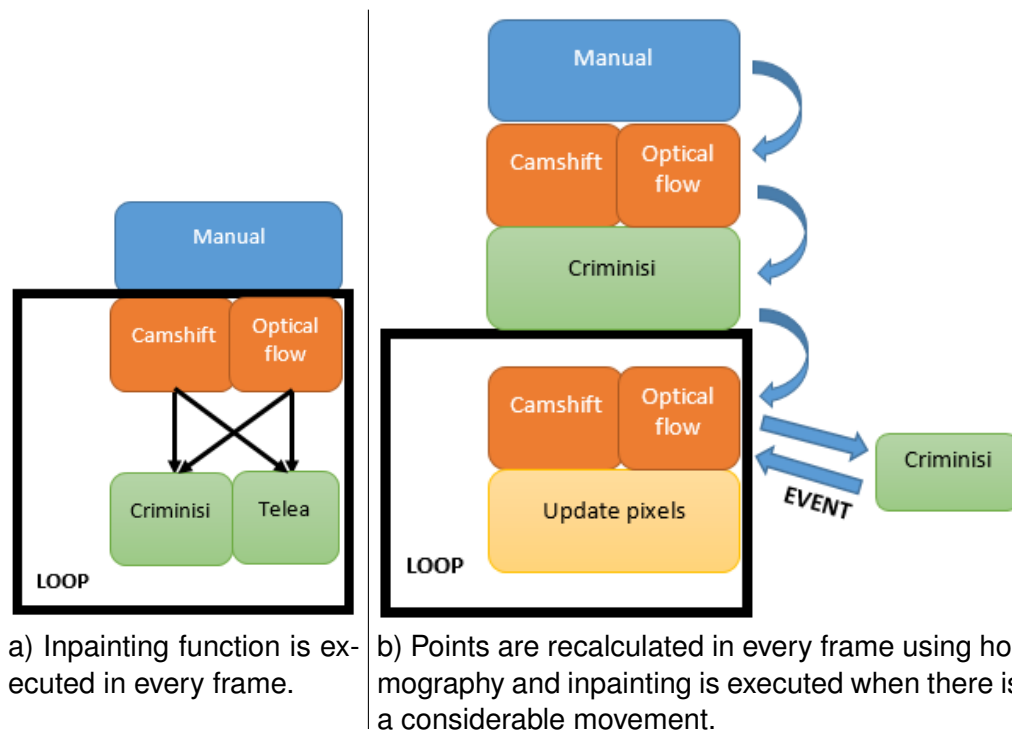 Manual
Camshift
Optical
flow
Criminisi
Telea
LOOP
a) Inpainting function is ex-
ecuted in every frame.
Manual
Camshift
Optical
flow
Criminisi
Camshift
Optical
flow
Update pixels
LOOP
Criminisi
EVENT
b) Points are recalculated in every frame using ho-
mography and inpainting is executed when there is
a considerable movement.